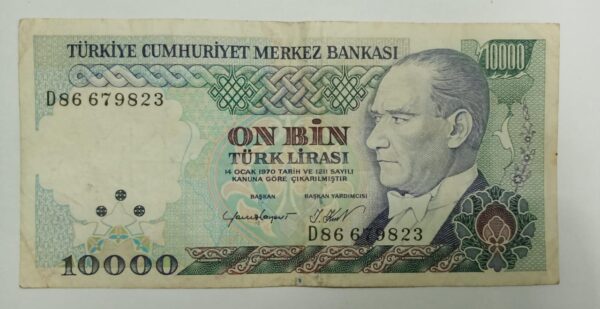 TÜRKİYE CUMHURİYET MERKEZ BANKASI
10000
D86 679823
ON BİN
TÜRK LİRASI
14 OCAK 1970 TARİH VE 1211 SAYILI
KANUNA GÖRE ÇIKARILMIŞTIR
BAŞKAN BAŞKAN YARDIMCISI
D86 679823
10000